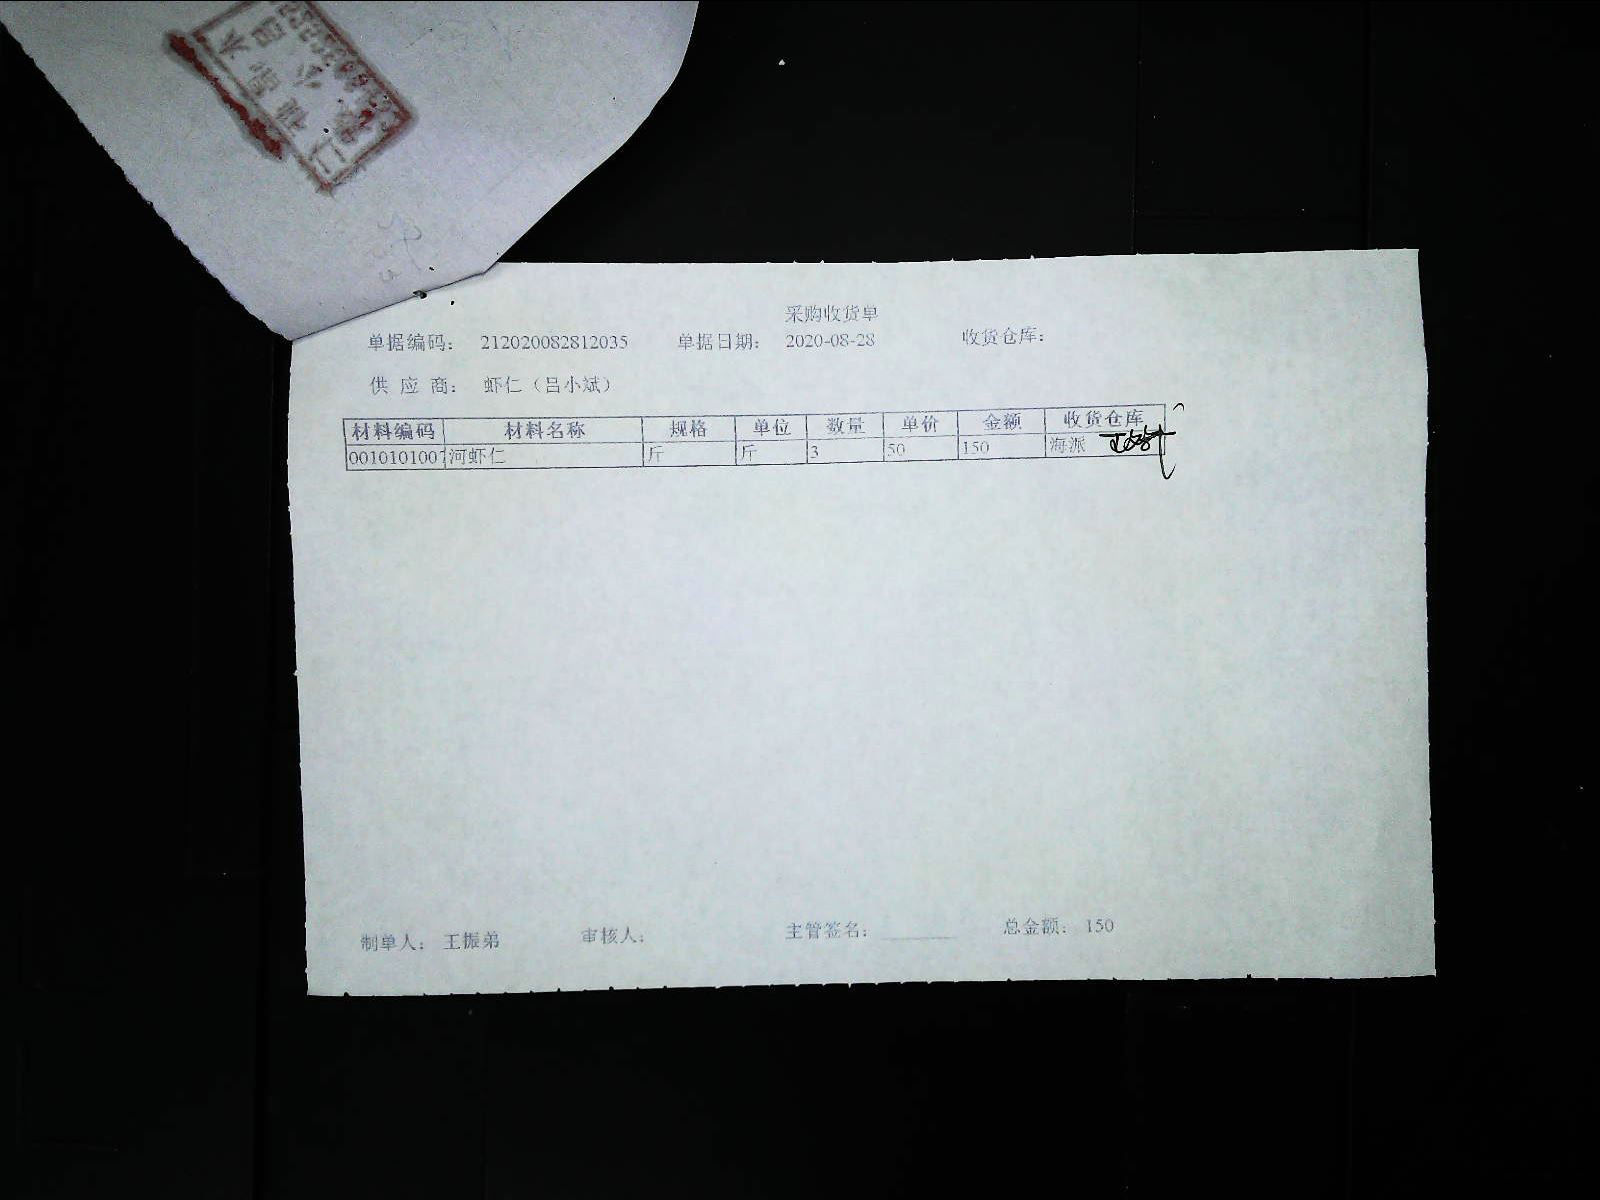 采购收货单
单据编码： 212020082812035 单据日期： 2020-08-28 收货仓库：
供 应 商： 虾仁（吕小斌）
材料编码 材料名称 规格 单位 数量 单价 金额 收货仓库
0010101007 河虾仁 斤 斤 3 50 150 海派
制单人： 王振弟 审核人： 主管签名： 总金额： 150